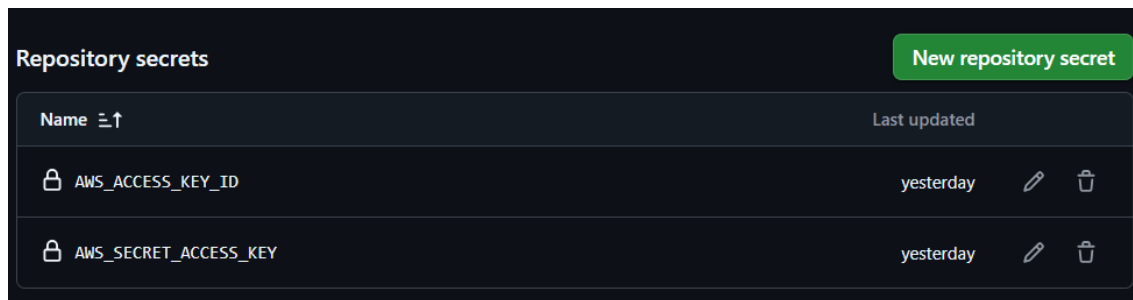 Repository secrets
New repository secret
Name
Last updated
AWS_ACCESS_KEY_ID
yesterday
AWS_SECRET_ACCESS_KEY
yesterday